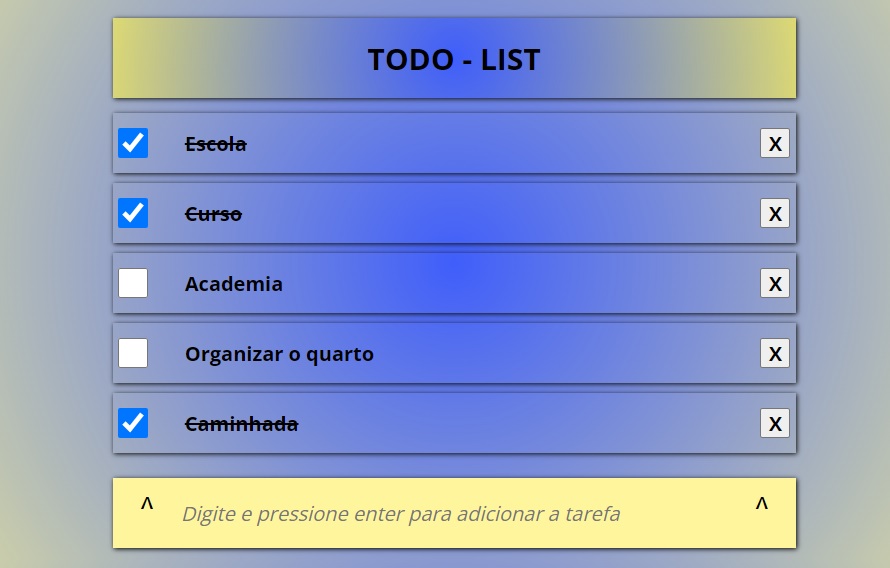 TODO - LIST
Escola X
Curso X
Academia X
Organizar o quarto X
Caminhada X
^ Digite e pressione enter para adicionar a tarefa ^